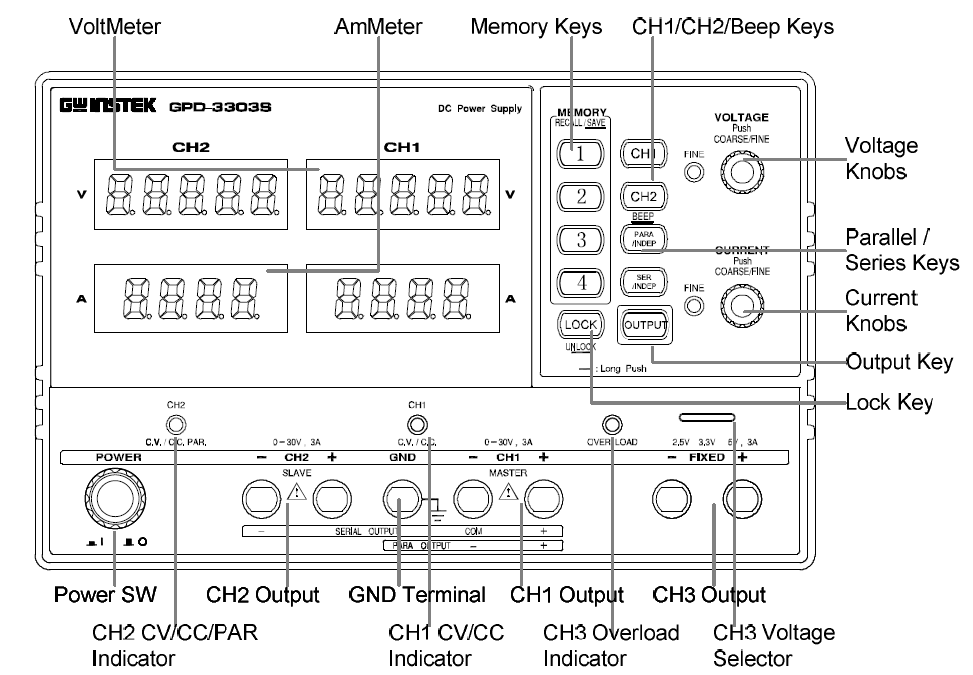 VoltMeter AmMeter Memory Keys CH1/CH2/Beep Keys
GWINSTEK GPD-3303S DC Power Supply
CH2 CH1
V V
A A
MEMORY
RECALL/SAVE
1
2
3
4
LOCK
UNLOCK
CH1
CH2
BEEP
PARA
/INDEP
SER
/INDEP
OUTPUT
— : Long Push
VOLTAGE
Push
COARSE/FINE
FINE
CURRENT
Push
COARSE/FINE
FINE
Voltage
Knobs
Parallel /
Series Keys
Current
Knobs
Output Key
Lock Key
CH2 CH1
C.V. / C.C. PAR. 0-30V, 3A C.V. / C.C. 0-30V, 3A OVERLOAD 2,5V 3,3V 5V, 3A
POWER − CH2 + GND − CH1 + − FIXED +
SLAVE MASTER
I O
− SERIAL OUTPUT COM +
PARA OUTPUT − +
Power SW CH2 Output GND Terminal CH1 Output CH3 Output
CH2 CV/CC/PAR
Indicator
CH1 CV/CC
Indicator
CH3 Overload
Indicator
CH3 Voltage
Selector